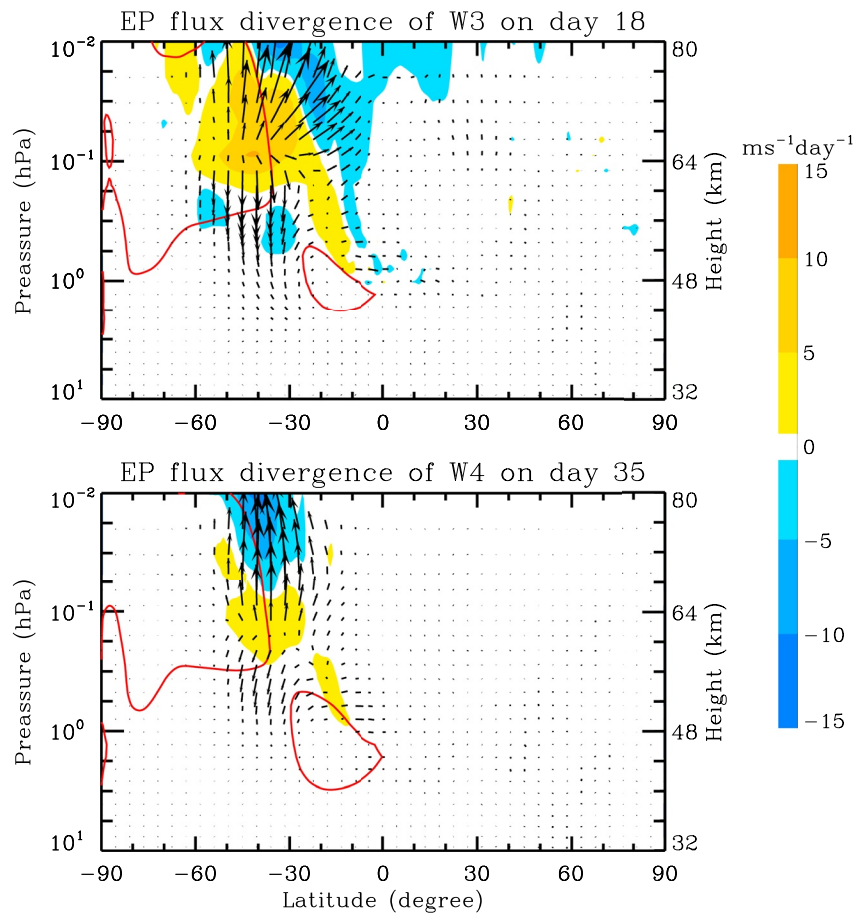 EP flux divergence of W3 on day 18
10⁻² 80
10⁻¹ 64
10⁰ 48
10¹ 32
Preassure (hPa)
Height (km)
−90 −60 −30 0 30 60 90
ms⁻¹day⁻¹
15
10
5
0
−5
−10
−15
EP flux divergence of W4 on day 35
10⁻² 80
10⁻¹ 64
10⁰ 48
10¹ 32
Preassure (hPa)
Height (km)
−90 −60 −30 0 30 60 90
Latitude (degree)